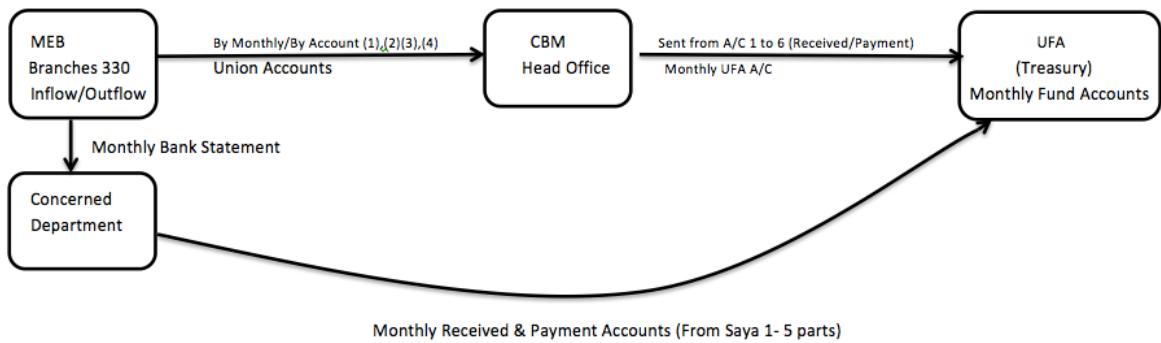 MEB
Branches 330
Inflow/Outflow
By Monthly/By Account (1),(2)(3),(4)
Union Accounts
CBM
Head Office
Sent from A/C 1 to 6 (Received/Payment)
Monthly UFA A/C
UFA
(Treasury)
Monthly Fund Accounts
Monthly Bank Statement
Concerned
Department
Monthly Received & Payment Accounts (From Saya 1- 5 parts)